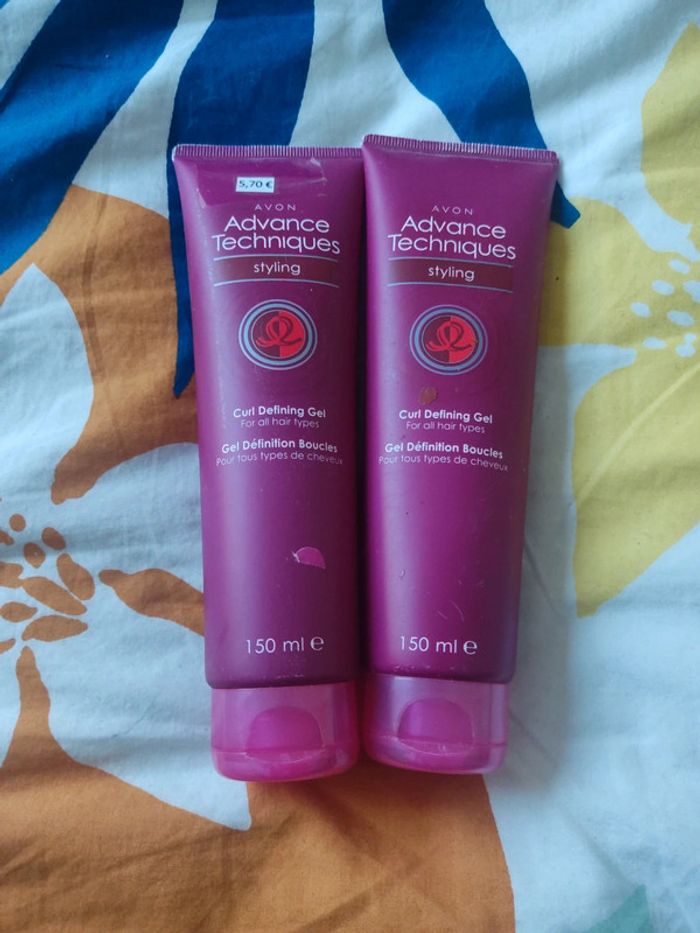 5,70 €
AVON
Advance
Techniques
styling
Curl Defining Gel
For all hair types
Gel Définition Boucles
Pour tous types de cheveux
150 ml e
AVON
Advance
Techniques
styling
Curl Defining Gel
For all hair types
Gel Définition Boucles
Pour tous types de cheveux
150 ml e